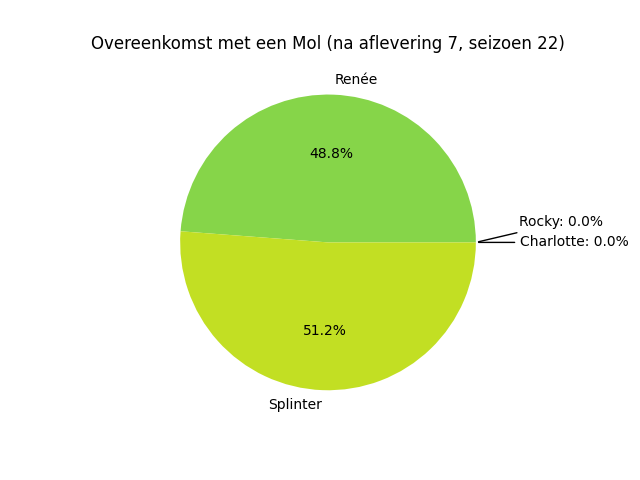 Overeenkomst met een Mol (na aflevering 7, seizoen 22)
Renée
48.8%
Rocky: 0.0%
Charlotte: 0.0%
51.2%
Splinter